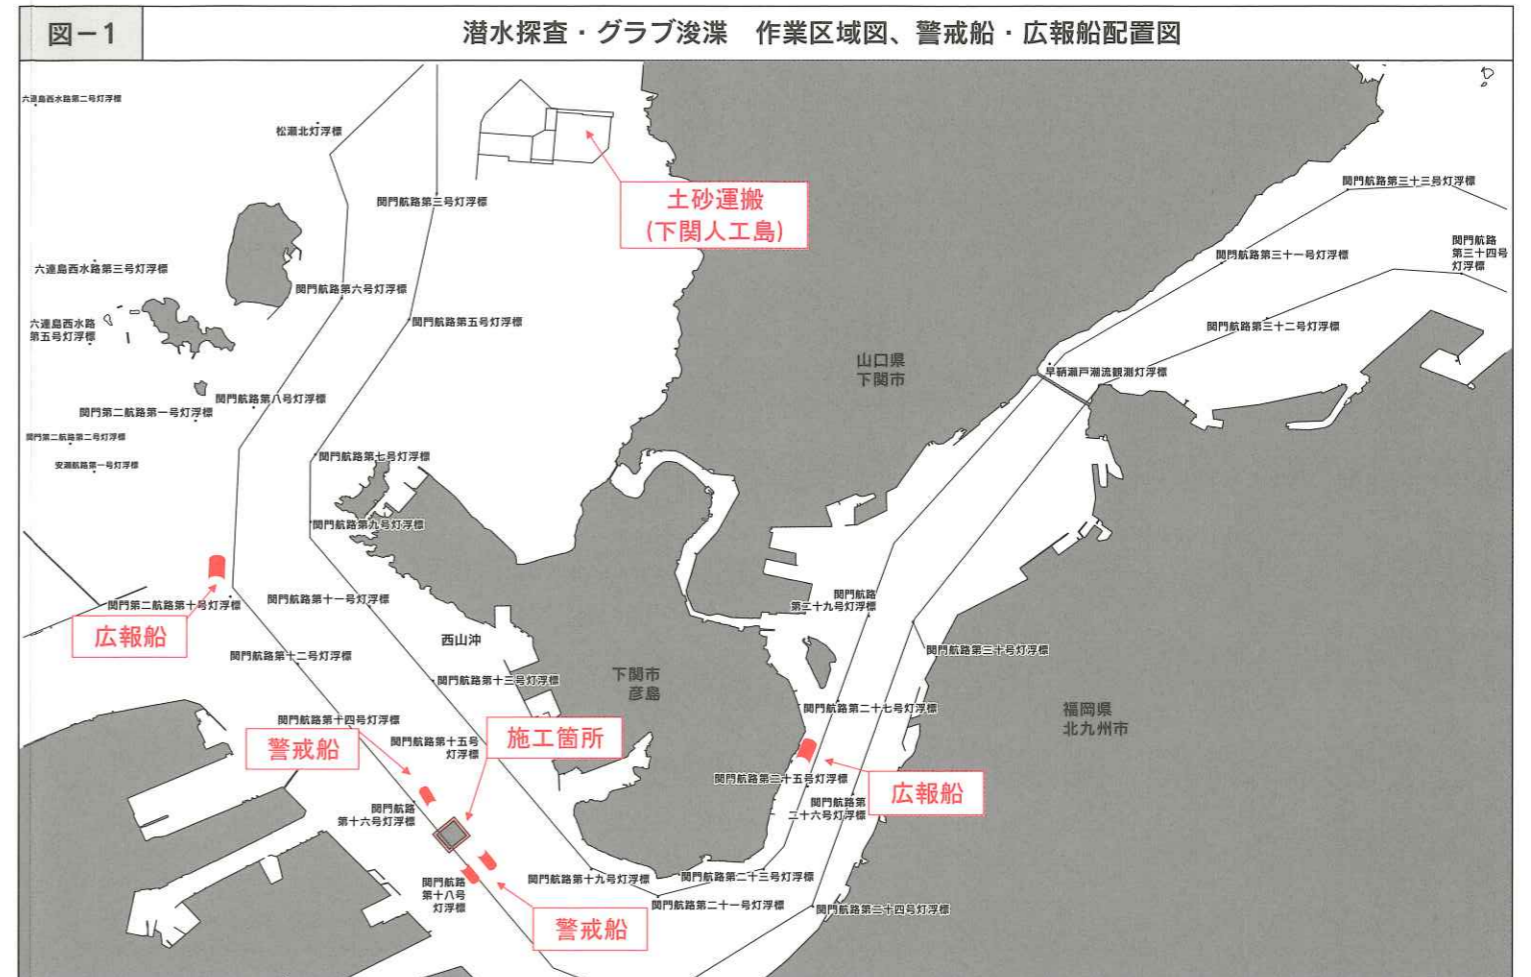 図-1
潜水探査・グラブ浚渫 作業区域図、警戒船・広報船配置図
六連島西水路第二号灯浮標
松瀬北灯浮標
土砂運搬
(下関人工島)
関門航路第三十三号灯浮標
関門航路第三号灯浮標
関門航路
第三十四号
灯浮標
関門航路第三十一号灯浮標
六連島西水路第三号灯浮標
関門航路第六号灯浮標
六連島西水路
第五号灯浮標
関門航路第五号灯浮標
関門航路第三十二号灯浮標
山口県
下関市
早鞆瀬戸潮流観測灯浮標
関門航路第八号灯浮標
関門第二航路第一号灯浮標
関門第二航路第二号灯浮標
関門航路第七号灯浮標
安瀬航路第一号灯浮標
関門航路第九号灯浮標
関門航路
第二十九号灯浮標
関門第二航路第十号灯浮標
関門航路第十一号灯浮標
広報船
西山沖
関門航路第三十号灯浮標
関門航路第十二号灯浮標
下関市
彦島
関門航路第十三号灯浮標
関門航路第二十七号灯浮標
福岡県
北九州市
関門航路第十四号灯浮標
警戒船
関門航路第十五号
灯浮標
施工箇所
関門航路第二十五号灯浮標
広報船
関門航路第
二十六号灯浮標
関門航路
第十六号灯浮標
関門航路
第十八号
灯浮標
関門航路第十九号灯浮標
関門航路第二十三号灯浮標
関門航路第二十一号灯浮標
関門航路第二十四号灯浮標
警戒船